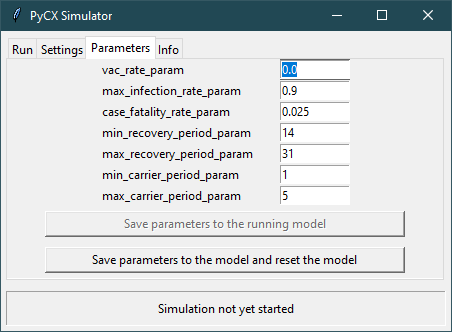 PyCX Simulator
Run Settings Parameters Info
vac_rate_param 0.0
max_infection_rate_param 0.9
case_fatality_rate_param 0.025
min_recovery_period_param 14
max_recovery_period_param 31
min_carrier_period_param 1
max_carrier_period_param 5
Save parameters to the running model
Save parameters to the model and reset the model
Simulation not yet started